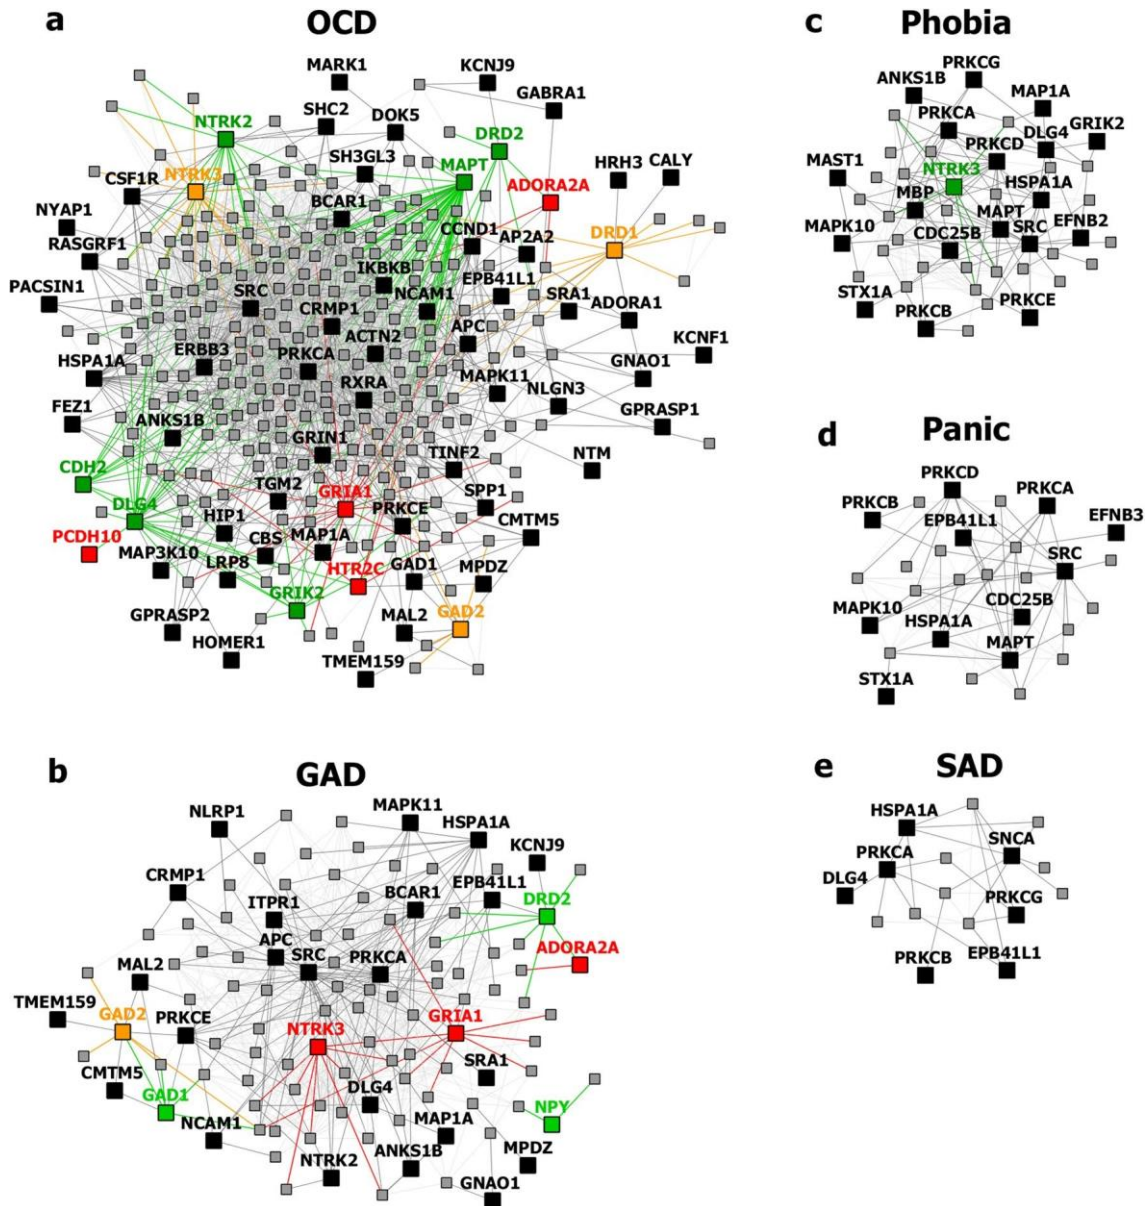 a
OCD
MARK1
KCNJ9
GABRA1
SHC2
DOK5
NTRK2
DRD2
SH3GL3
MAPT
HRH3
CALY
NTRK3
CSF1R
ADORA2A
NYAP1
BCAR1
RASGRF1
CCND1
AP2A2
DRD1
IKBKB
EPB41L1
SRC
NCAM1
SRA1
PACSIN1
CRMP1
ADORA1
ACTN2
APC
KCNF1
ERBB3
PRKCA
HSPA1A
GNAO1
RXRA
MAPK11
NLGN3
FEZ1
ANKS1B
GPRASP1
GRIN1
CDH2
TINF2
NTM
TGM2
GRIA1
SPP1
DLG4
PRKCE
PCDH10
HIP1
CMTM5
CBS
MAP1A
MAP3K10
LRP8
HTR2C
GAD1
MPDZ
GRIK2
GAD2
GPRASP2
MAL2
HOMER1
TMEM159
b
GAD
NLRP1
MAPK11
HSPA1A
KCNJ9
CRMP1
BCAR1
EPB41L1
ITPR1
DRD2
APC
SRC
PRKCA
ADORA2A
MAL2
TMEM159
GAD2
PRKCE
NTRK3
GRIA1
CMTM5
SRA1
GAD1
DLG4
NPY
NCAM1
MAP1A
MPDZ
NTRK2
ANKS1B
GNAO1
c
Phobia
PRKCG
ANKS1B
MAP1A
PRKCA
DLG4
GRIK2
PRKCD
MAST1
NTRK3
HSPA1A
MBP
MAPT
EFNB2
MAPK10
CDC25B
SRC
STX1A
PRKCB
PRKCE
d
Panic
PRKCD
PRKCB
PRKCA
EPB41L1
EFNB3
SRC
MAPK10
CDC25B
HSPA1A
MAPT
STX1A
e
SAD
HSPA1A
SNCA
PRKCA
DLG4
PRKCG
PRKCB
EPB41L1